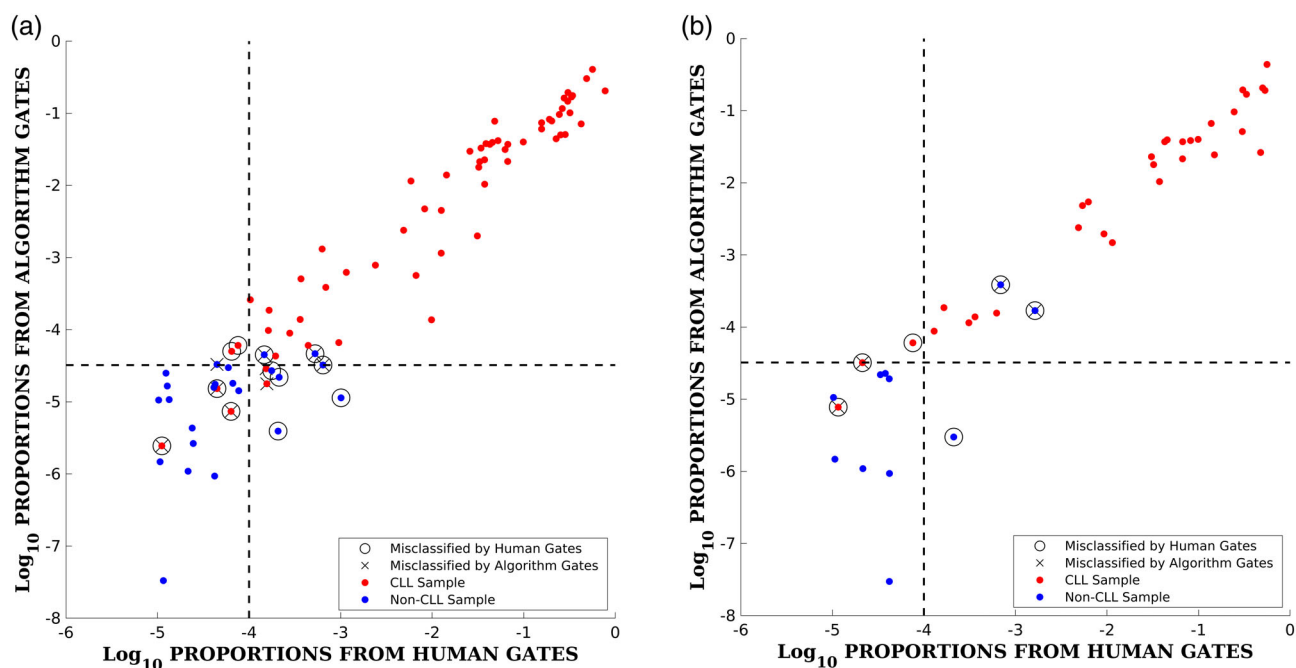 (a)
Log10 PROPORTIONS FROM ALGORITHM GATES
0
-1
-2
-3
-4
-5
-6
-7
-8
-6 -5 -4 -3 -2 -1 0
Log10 PROPORTIONS FROM HUMAN GATES
Misclassified by Human Gates
Misclassified by Algorithm Gates
CLL Sample
Non-CLL Sample
(b)
Log10 PROPORTIONS FROM ALGORITHM GATES
0
-1
-2
-3
-4
-5
-6
-7
-8
-6 -5 -4 -3 -2 -1 0
Log10 PROPORTIONS FROM HUMAN GATES
Misclassified by Human Gates
Misclassified by Algorithm Gates
CLL Sample
Non-CLL Sample